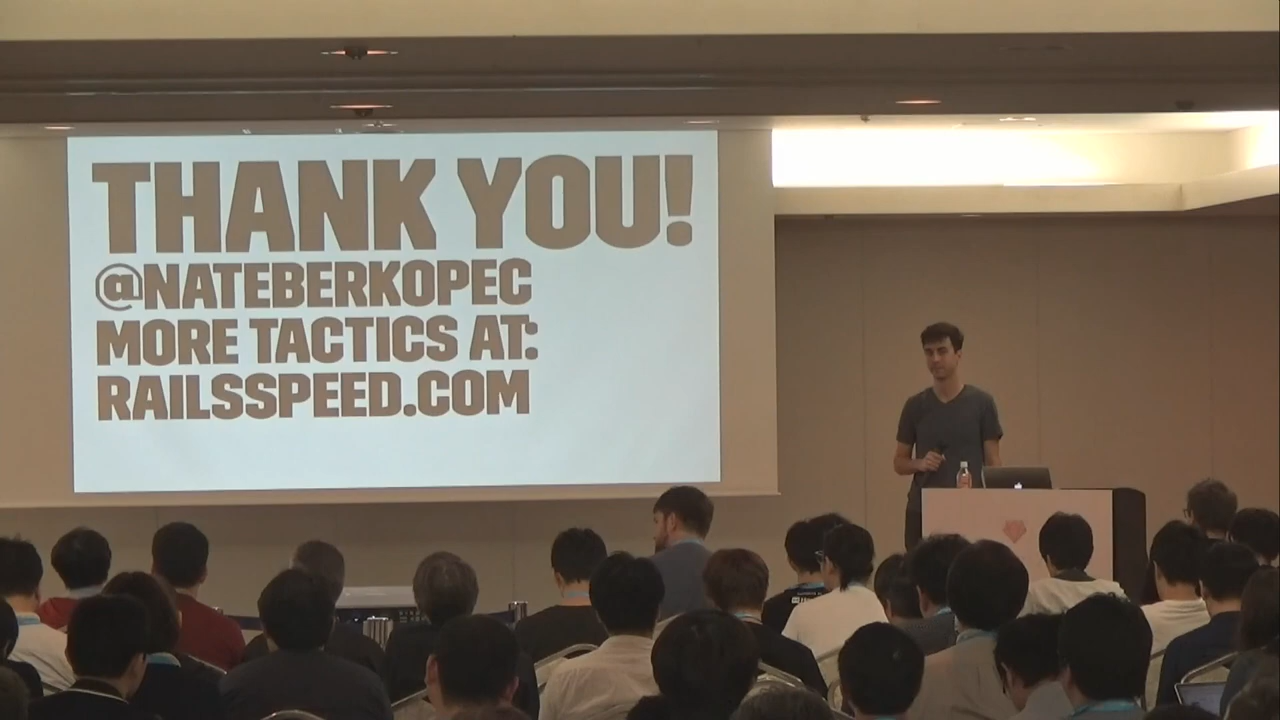 THANK YOU!
@NATEBERKOPEC
MORE TACTICS AT:
RAILSSPEED.COM